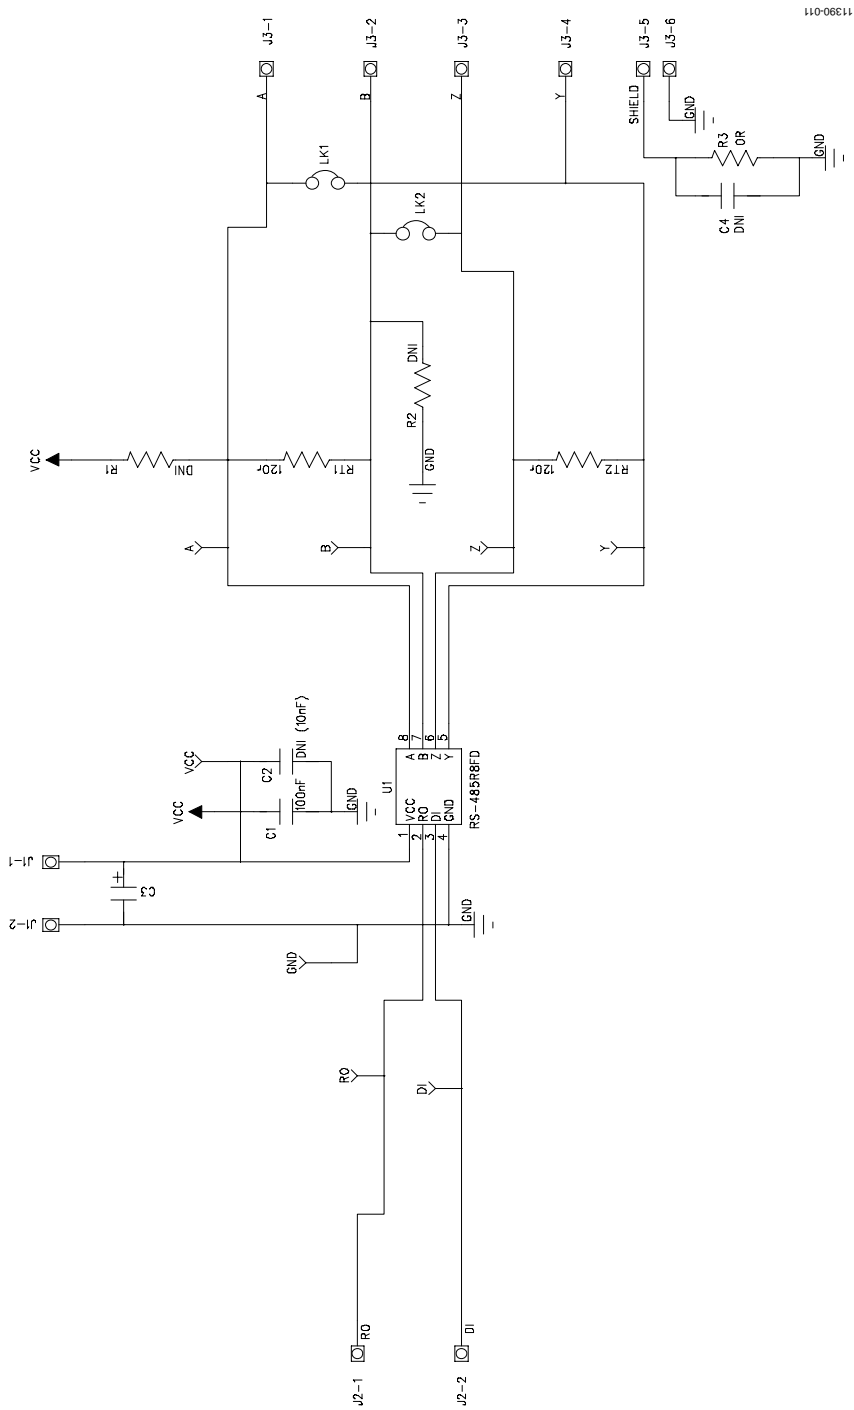 11390-011
J3-1
J3-2
J3-3
J3-4
J3-5
J3-6
A
B
Z
Y
SHIELD
GND
R3
0R
GND
C4
DNI
LK1
LK2
VCC
R1
DNI
120r
RT1
DNI
R2
GND
120r
RT2
A
B
Z
Y
VCC
C2
DNI (10nF)
VCC
C1
100nF
GND
U1
8
7
6
5
A
B
Z
Y
VCC
RO
DI
GND
1
2
3
4
RS-485R8FD
J1-1
+
C3
J1-2
GND
GND
RO
DI
RO
DI
J2-1
J2-2